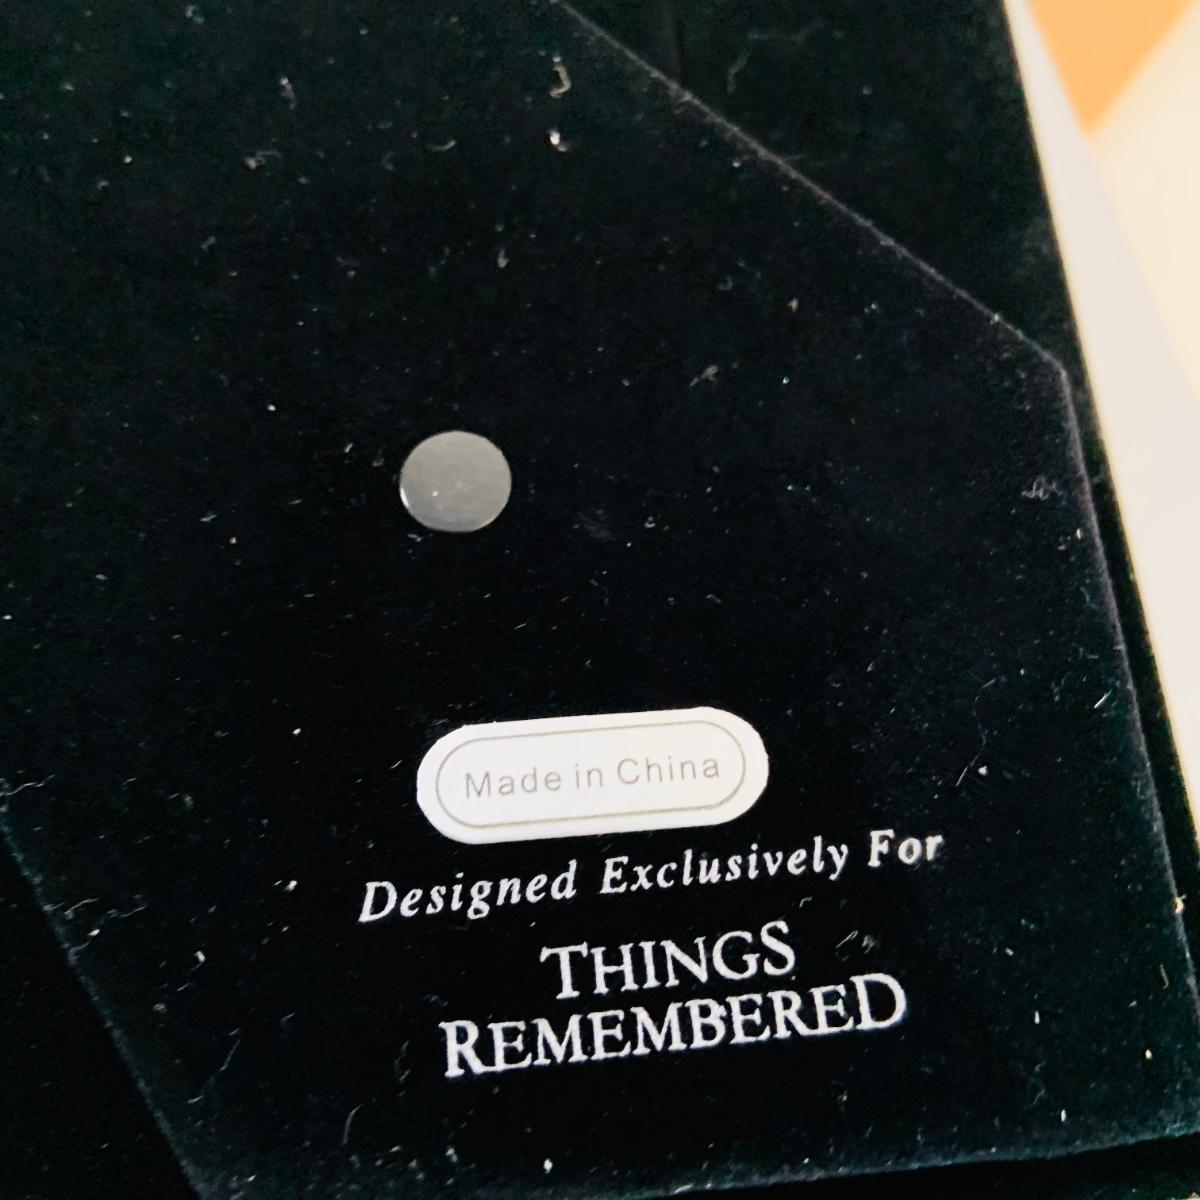 Made in China
Designed Exclusively For
THINGS
REMEMBERED